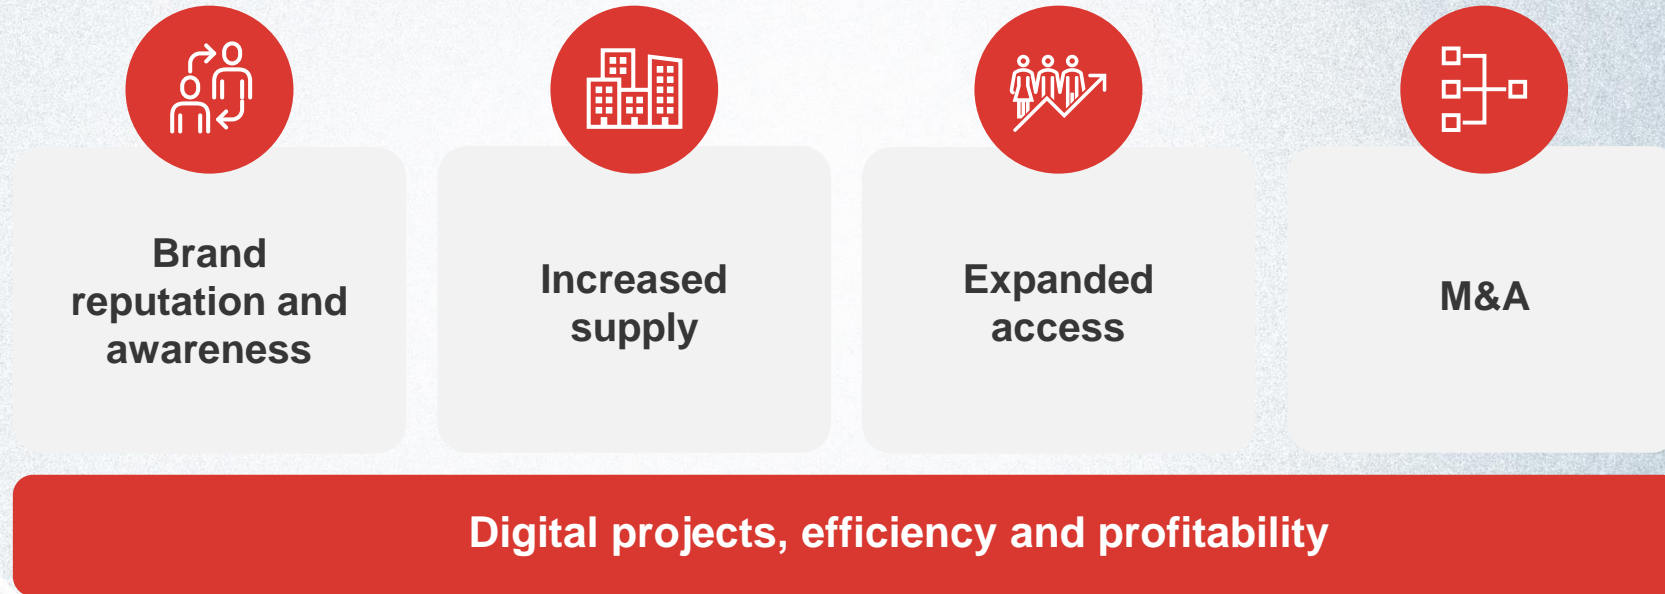 Brand
reputation and
awareness
Increased
supply
Expanded
access
M&A
Digital projects, efficiency and profitability